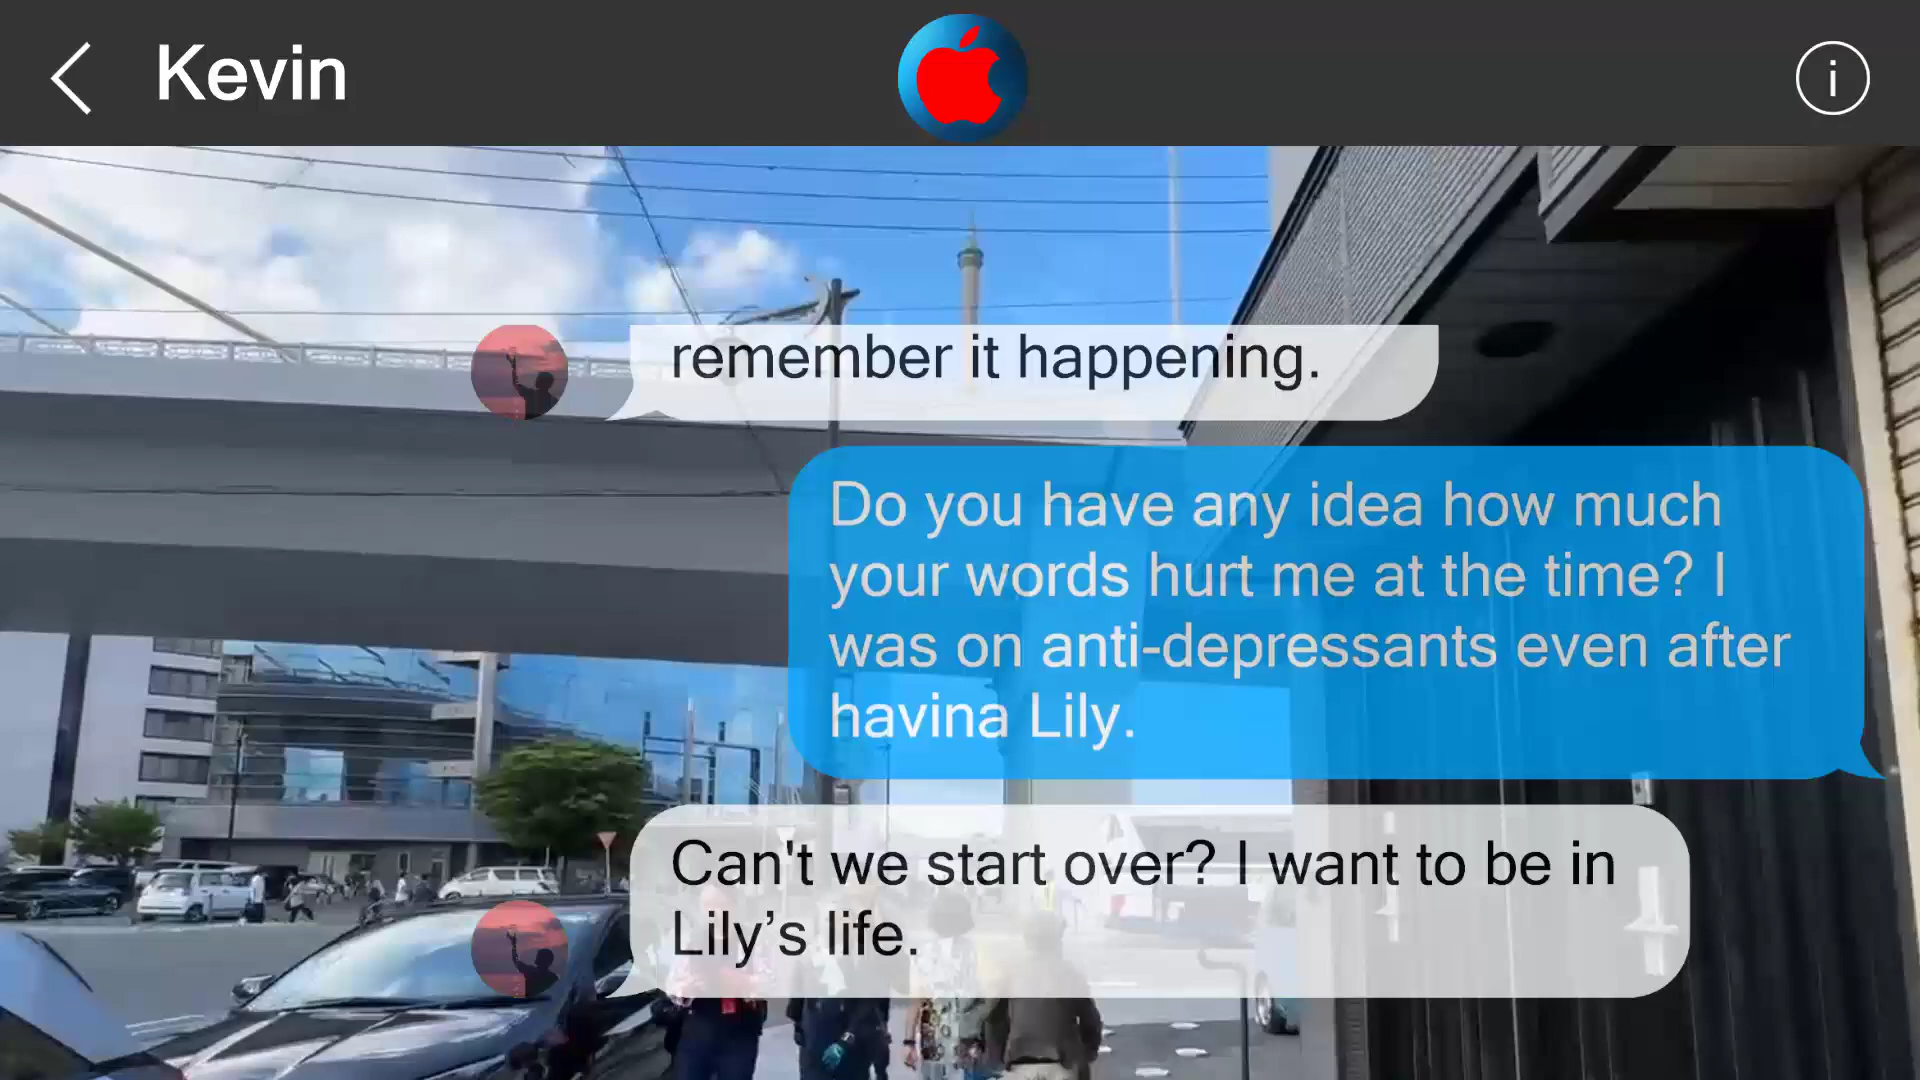 Kevin
i
remember it happening.
Do you have any idea how much
your words hurt me at the time? I
was on anti-depressants even after
havina Lily.
Can't we start over? I want to be in
Lily’s life.